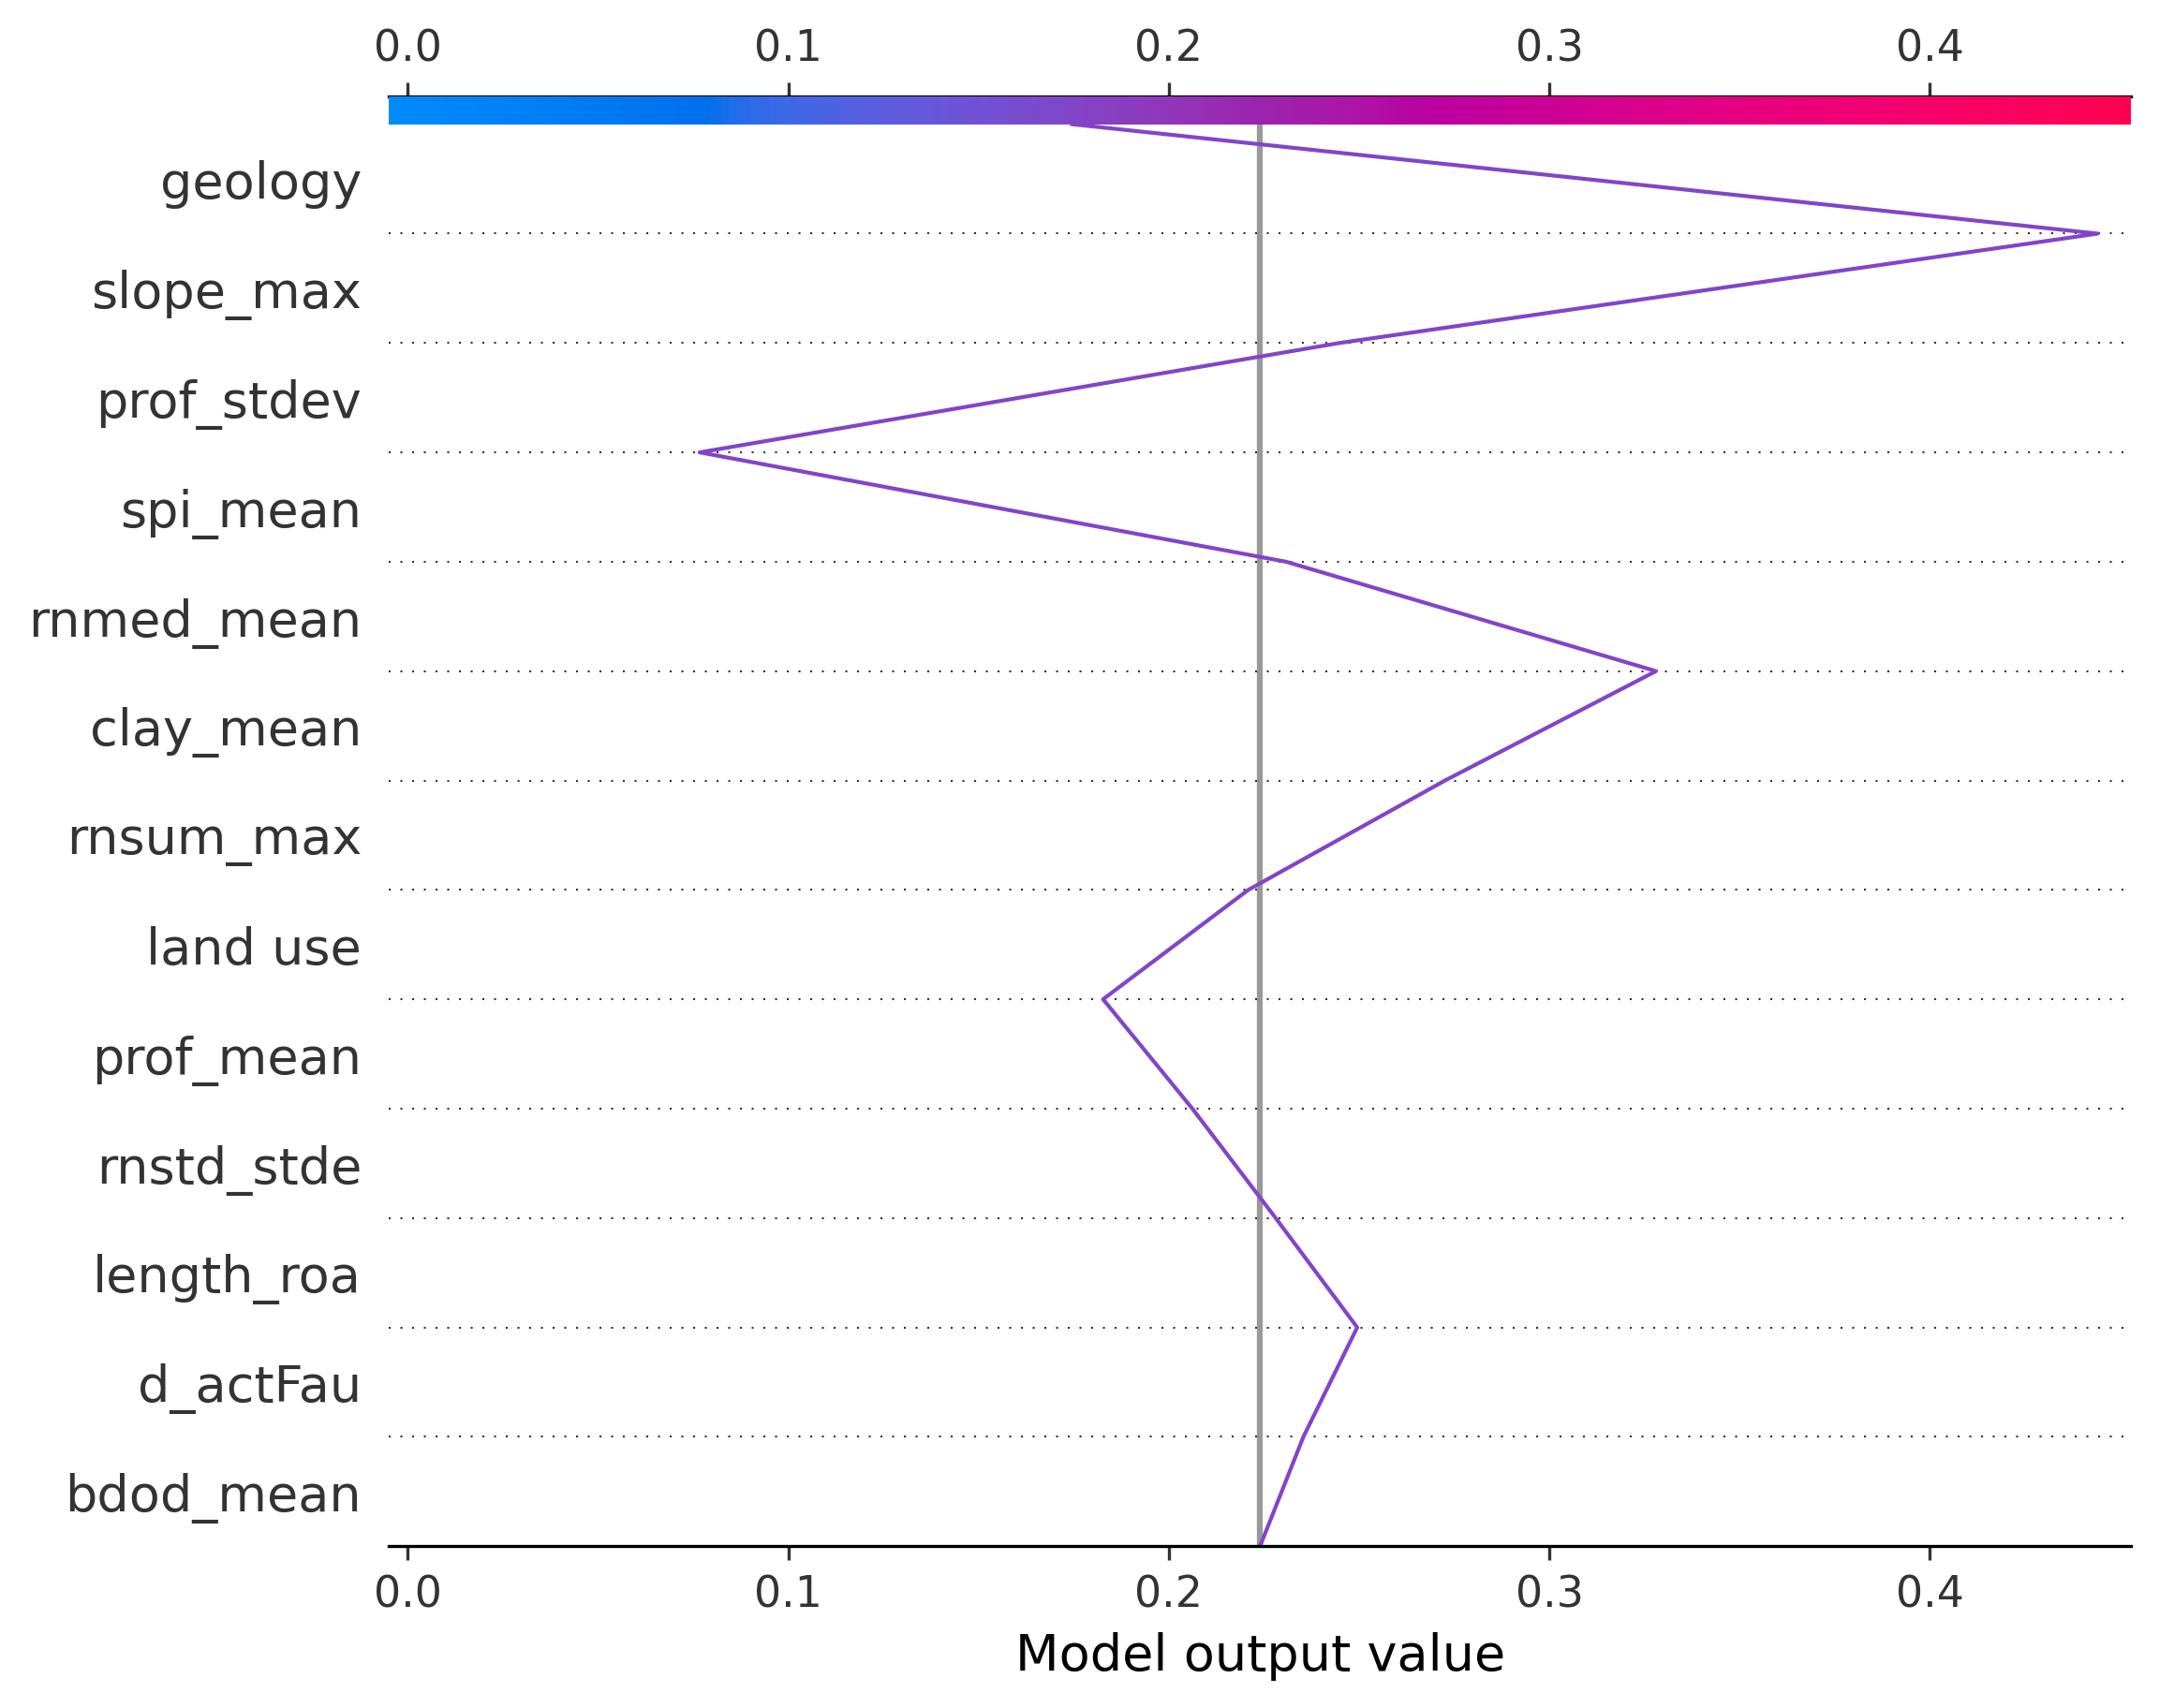 0.0 0.1 0.2 0.3 0.4
geology
slope_max
prof_stdev
spi_mean
rnmed_mean
clay_mean
rnsum_max
land use
prof_mean
rnstd_stde
length_roa
d_actFau
bdod_mean
0.0 0.1 0.2 0.3 0.4
Model output value